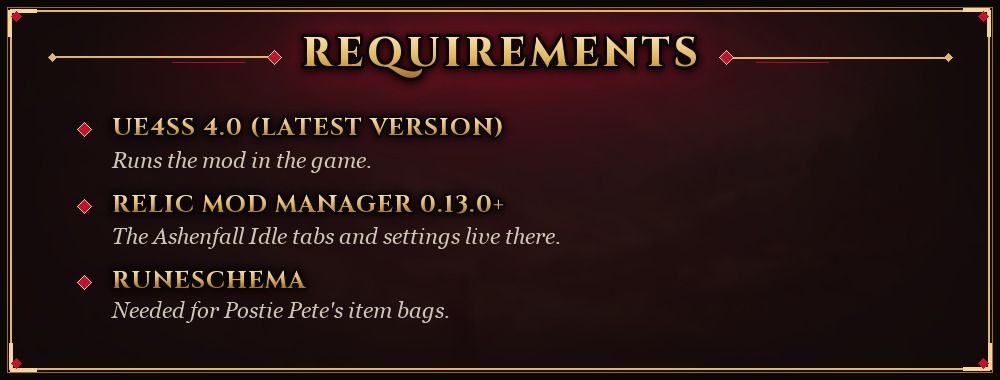 REQUIREMENTS
UE4SS 4.0 (LATEST VERSION)
Runs the mod in the game.
RELIC MOD MANAGER 0.13.0+
The Ashenfall Idle tabs and settings live there.
RUNESCHEMA
Needed for Postie Pete's item bags.